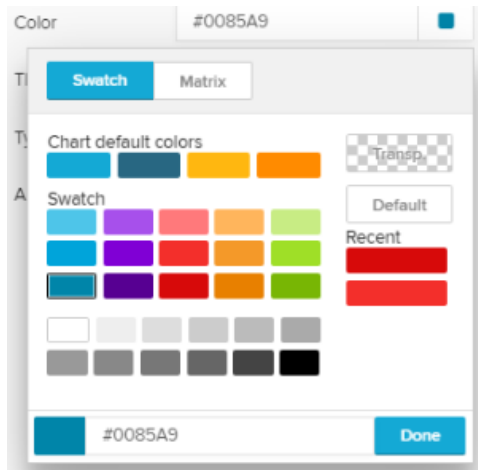 Color
#0085A9
Swatch
Matrix
Chart default colors
Transp.
Swatch
Default
Recent
#0085A9
Done